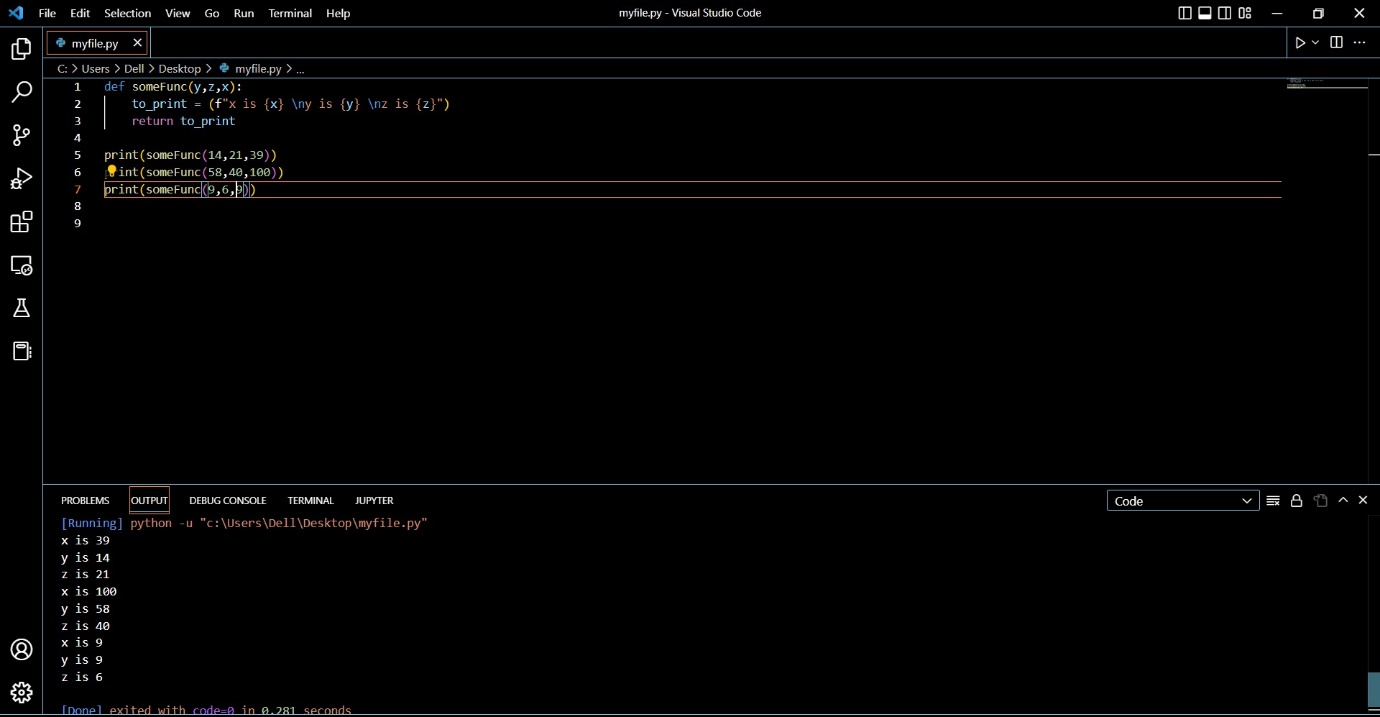 File Edit Selection View Go Run Terminal Help myfile.py - Visual Studio Code
myfile.py
C: > Users > Dell > Desktop > myfile.py > ...
1 def someFunc(y,z,x):
2 to_print = (f"x is {x} \ny is {y} \nz is {z}")
3 return to_print
4
5 print(someFunc(14,21,39))
6 int(someFunc(58,40,100))
7 print(someFunc(9,6,9))
8
9
PROBLEMS OUTPUT DEBUG CONSOLE TERMINAL JUPYTER Code
[Running] python -u "c:\Users\Dell\Desktop\myfile.py"
x is 39
y is 14
z is 21
x is 100
y is 58
z is 40
x is 9
y is 9
z is 6
[Done] exited with code=0 in 0.281 seconds